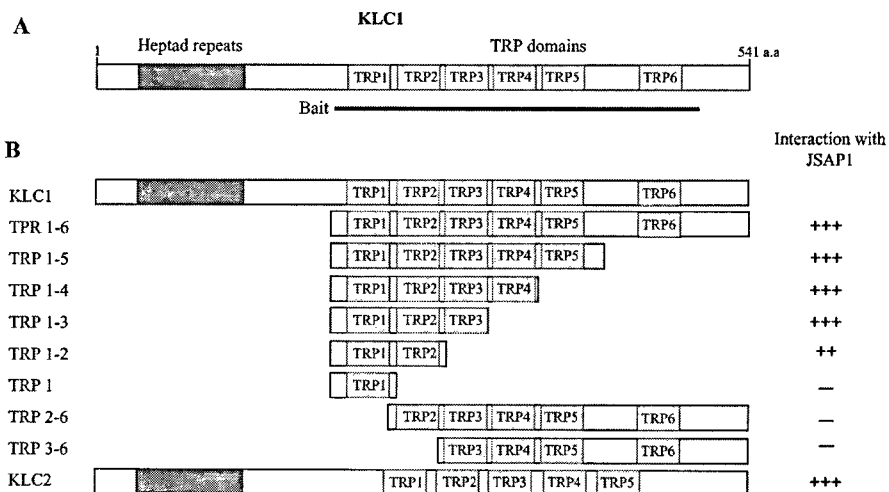 KLC1
A
1
Heptad repeats
TRP domains
541 a.a
TRP1 TRP2 TRP3 TRP4 TRP5 TRP6
Bait
B
Interaction with
JSAP1
KLC1 TRP1 TRP2 TRP3 TRP4 TRP5 TRP6
TPR 1-6 TRP1 TRP2 TRP3 TRP4 TRP5 TRP6 +++
TRP 1-5 TRP1 TRP2 TRP3 TRP4 TRP5 +++
TRP 1-4 TRP1 TRP2 TRP3 TRP4 +++
TRP 1-3 TRP1 TRP2 TRP3 +++
TRP 1-2 TRP1 TRP2 ++
TRP 1 TRP1 —
TRP 2-6 TRP2 TRP3 TRP4 TRP5 TRP6 —
TRP 3-6 TRP3 TRP4 TRP5 TRP6 —
KLC2 TRP1 TRP2 TRP3 TRP4 TRP5 +++